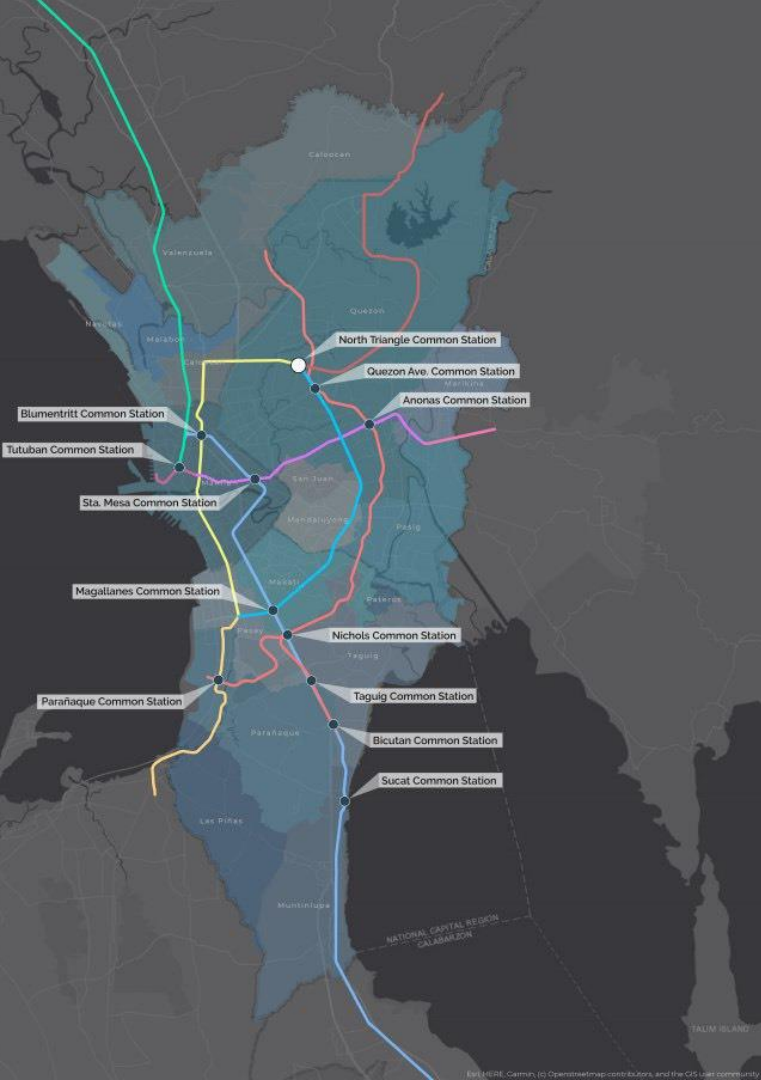 Caloocan
Valenzuela
Navotas
Malabon
Quezon
North Triangle Common Station
Quezon Ave. Common Station
Marikina
Anonas Common Station
Blumentritt Common Station
Tutuban Common Station
Manila
San Juan
Sta. Mesa Common Station
Mandaluyong
Pasig
Makati
Magallanes Common Station
Pateros
Pasay
Nichols Common Station
Taguig
Parañaque Common Station
Taguig Common Station
Parañaque
Bicutan Common Station
Sucat Common Station
Las Piñas
Muntinlupa
NATIONAL CAPITAL REGION
CALABARZON
TALIM ISLAND
Esri, HERE, Garmin, (c) OpenStreetMap contributors, and the GIS user community